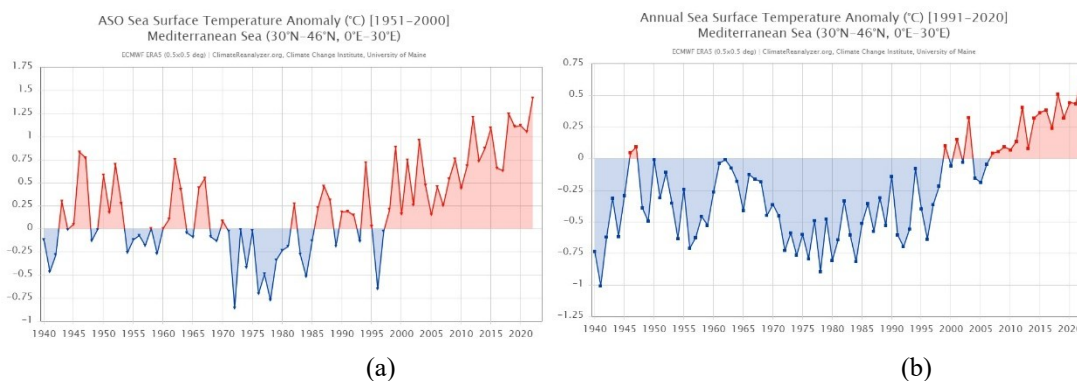 ASO Sea Surface Temperature Anomaly (°C) [1951-2000]
Mediterranean Sea (30°N-46°N, 0°E-30°E)
ECMWF ERA5 (0.5x0.5 deg) | ClimateReanalyzer.org, Climate Change Institute, University of Maine
1.75
1.5
1.25
1
0.75
0.5
0.25
0
-0.25
-0.5
-0.75
-1
1940 1945 1950 1955 1960 1965 1970 1975 1980 1985 1990 1995 2000 2005 2010 2015 2020
(a)
Annual Sea Surface Temperature Anomaly (°C) [1991-2020]
Mediterranean Sea (30°N-46°N, 0°E-30°E)
ECMWF ERA5 (0.5x0.5 deg) | ClimateReanalyzer.org, Climate Change Institute, University of Maine
0.75
0.5
0.25
0
-0.25
-0.5
-0.75
-1
-1.25
1940 1945 1950 1955 1960 1965 1970 1975 1980 1985 1990 1995 2000 2005 2010 2015 2020
(b)